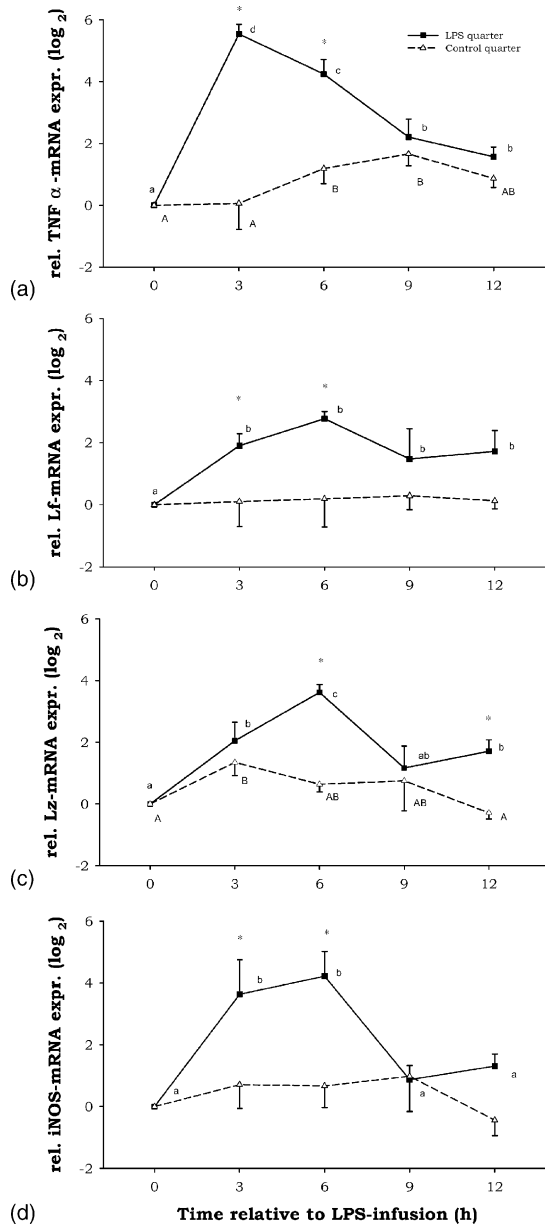 rel. TNF α -mRNA expr. (log 2)
6
4
2
0
-2
* *
LPS quarter
Control quarter
a d c b b
A A B B AB
0 3 6 9 12
(a)
rel. Lf-mRNA expr. (log 2)
6
4
2
0
-2
* *
a b b b b
0 3 6 9 12
(b)
rel. Lz-mRNA expr. (log 2)
6
4
2
0
-2
* *
a b c ab b
A B AB AB A
0 3 6 9 12
(c)
rel. iNOS-mRNA expr. (log 2)
6
4
2
0
-2
* *
a b b a a
0 3 6 9 12
(d)
Time relative to LPS-infusion (h)